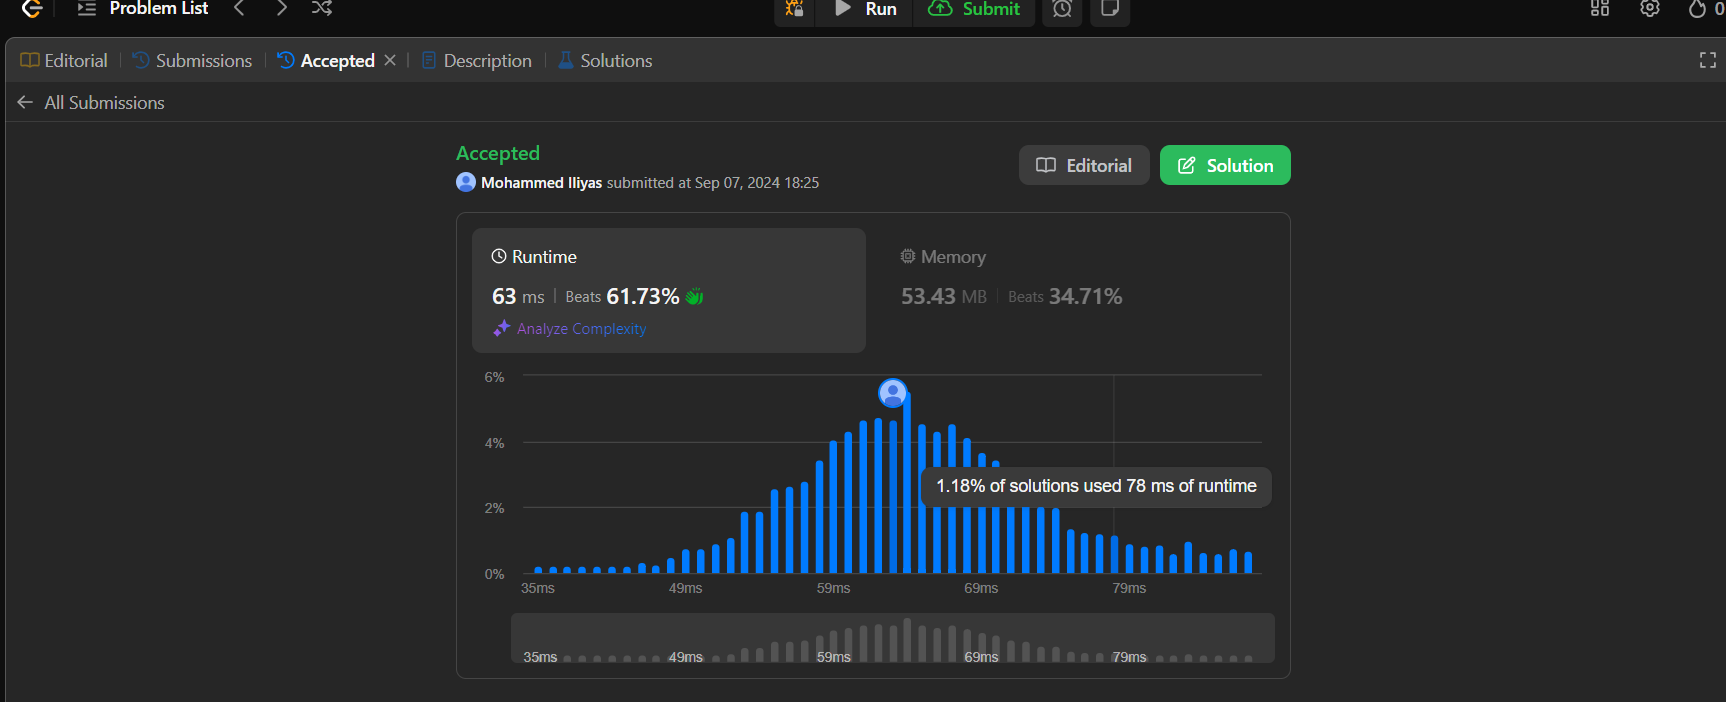 Problem List Run Submit 0
Editorial Submissions Accepted Description Solutions
All Submissions
Accepted
Mohammed Iliyas submitted at Sep 07, 2024 18:25
Editorial Solution
Runtime
63 ms Beats 61.73%
Analyze Complexity
Memory
53.43 MB Beats 34.71%
6%
4%
1.18% of solutions used 78 ms of runtime
2%
0%
35ms 49ms 59ms 69ms 79ms
35ms 49ms 59ms 69ms 79ms